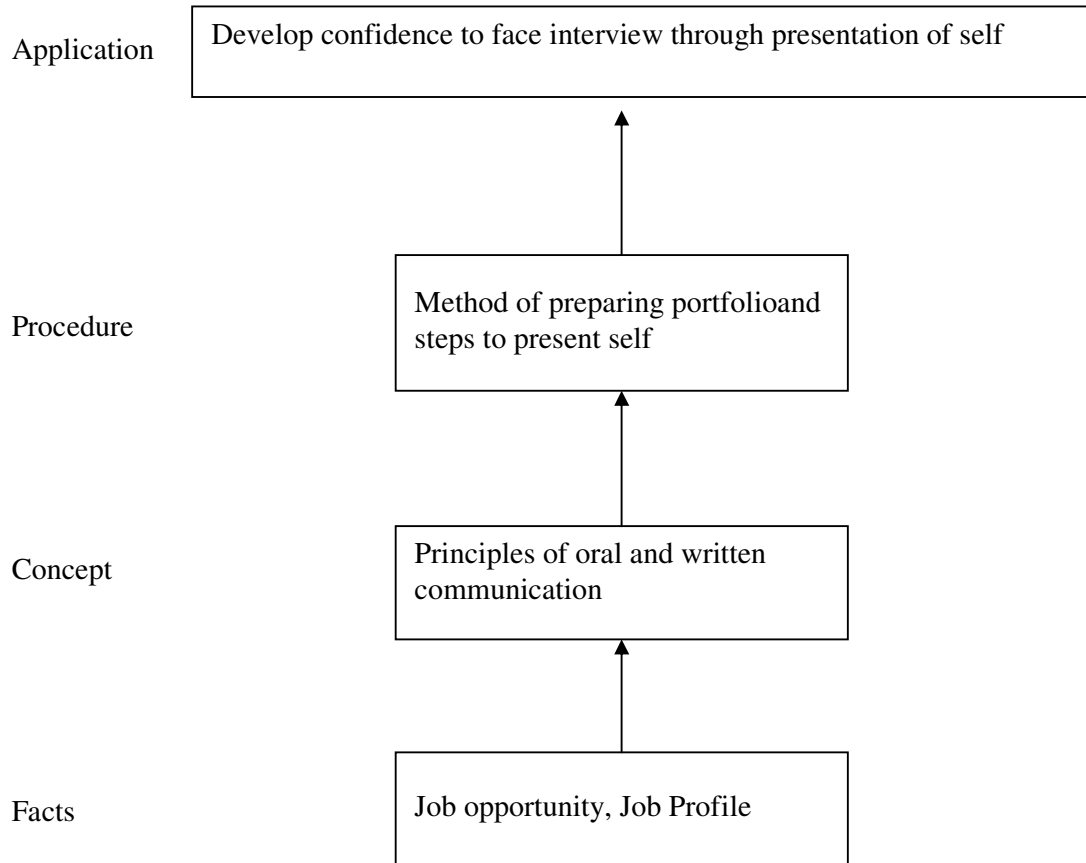 Application
Develop confidence to face interview through presentation of self
Procedure
Method of preparing portfolioand
steps to present self
Concept
Principles of oral and written
communication
Facts
Job opportunity, Job Profile